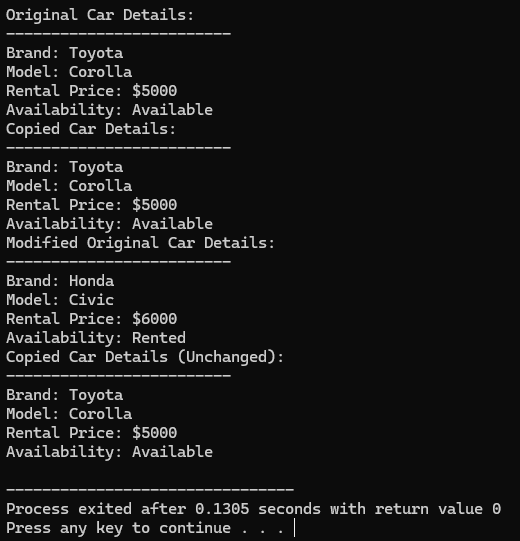 Original Car Details:
-------------------------
Brand: Toyota
Model: Corolla
Rental Price: $5000
Availability: Available
Copied Car Details:
-------------------------
Brand: Toyota
Model: Corolla
Rental Price: $5000
Availability: Available
Modified Original Car Details:
-------------------------
Brand: Honda
Model: Civic
Rental Price: $6000
Availability: Rented
Copied Car Details (Unchanged):
-------------------------
Brand: Toyota
Model: Corolla
Rental Price: $5000
Availability: Available

--------------------------------
Process exited after 0.1305 seconds with return value 0
Press any key to continue . . .